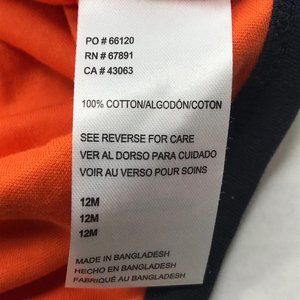 PO # 66120
RN # 67891
CA # 43063
100% COTTON/ALGODÓN/COTON
SEE REVERSE FOR CARE
VER AL DORSO PARA CUIDADO
VOIR AU VERSO POUR SOINS
12M
12M
12M
MADE IN BANGLADESH
HECHO EN BANGLADESH
FABRIQUÉ AU BANGLADESH